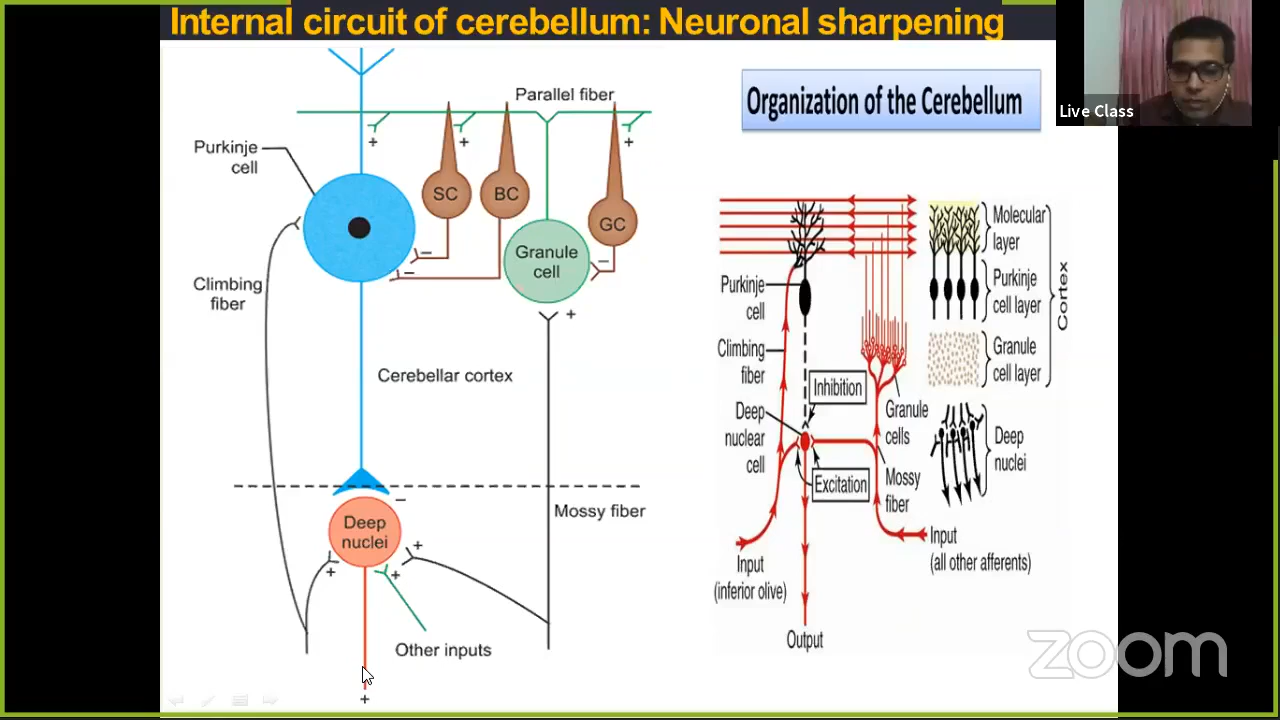 Internal circuit of cerebellum: Neuronal sharpening
Live Class
Parallel fiber
Purkinje
cell
+
+
+
SC
BC
GC
–
–
–
Granule
cell
Climbing
fiber
+
Cerebellar cortex
Mossy fiber
–
Deep
nuclei
+
+
+
Other inputs
+
Organization of the Cerebellum
Molecular
layer
Purkinje
cell layer
Granule
cell layer
Cortex
Deep
nuclei
Purkinje
cell
Climbing
fiber
Deep
nuclear
cell
Inhibition
Excitation
Granule
cells
Mossy
fiber
Input
(inferior olive)
Input
(all other afferents)
Output
zoom